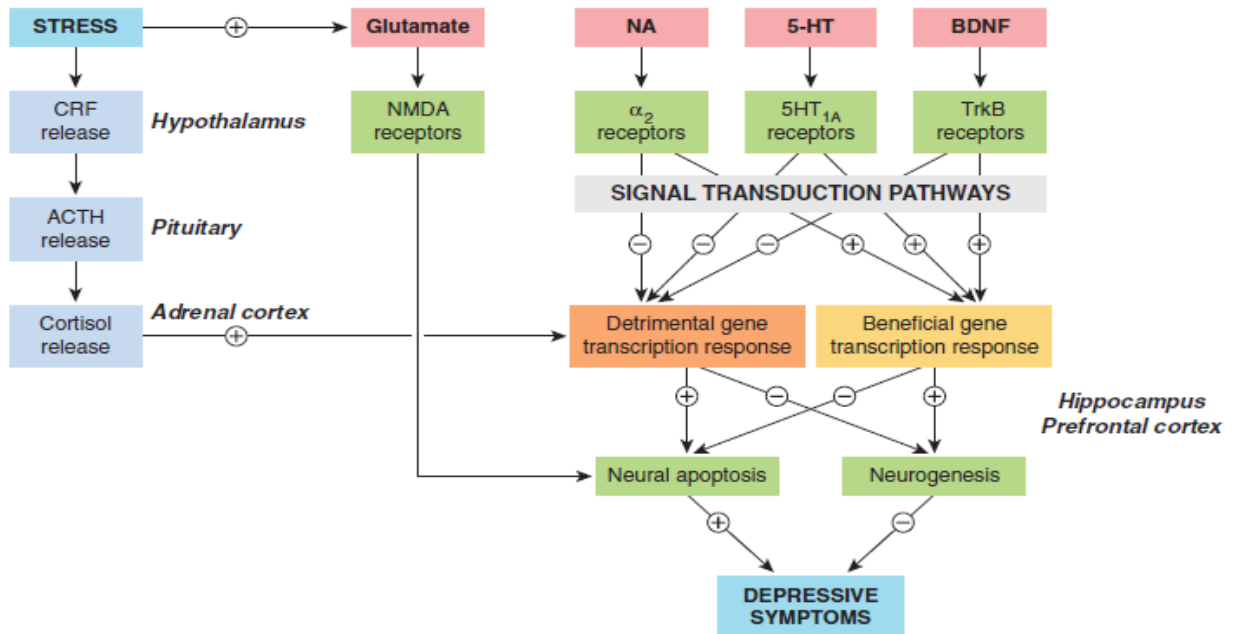 STRESS
+
Glutamate
NA
5-HT
BDNF
CRF
release
Hypothalamus
NMDA
receptors
α2
receptors
5HT1A
receptors
TrkB
receptors
SIGNAL TRANSDUCTION PATHWAYS
ACTH
release
Pituitary
−
−
−
+
+
+
Cortisol
release
Adrenal cortex
+
Detrimental gene
transcription response
Beneficial gene
transcription response
+
−
−
+
Hippocampus
Prefrontal cortex
Neural apoptosis
Neurogenesis
+
−
DEPRESSIVE
SYMPTOMS